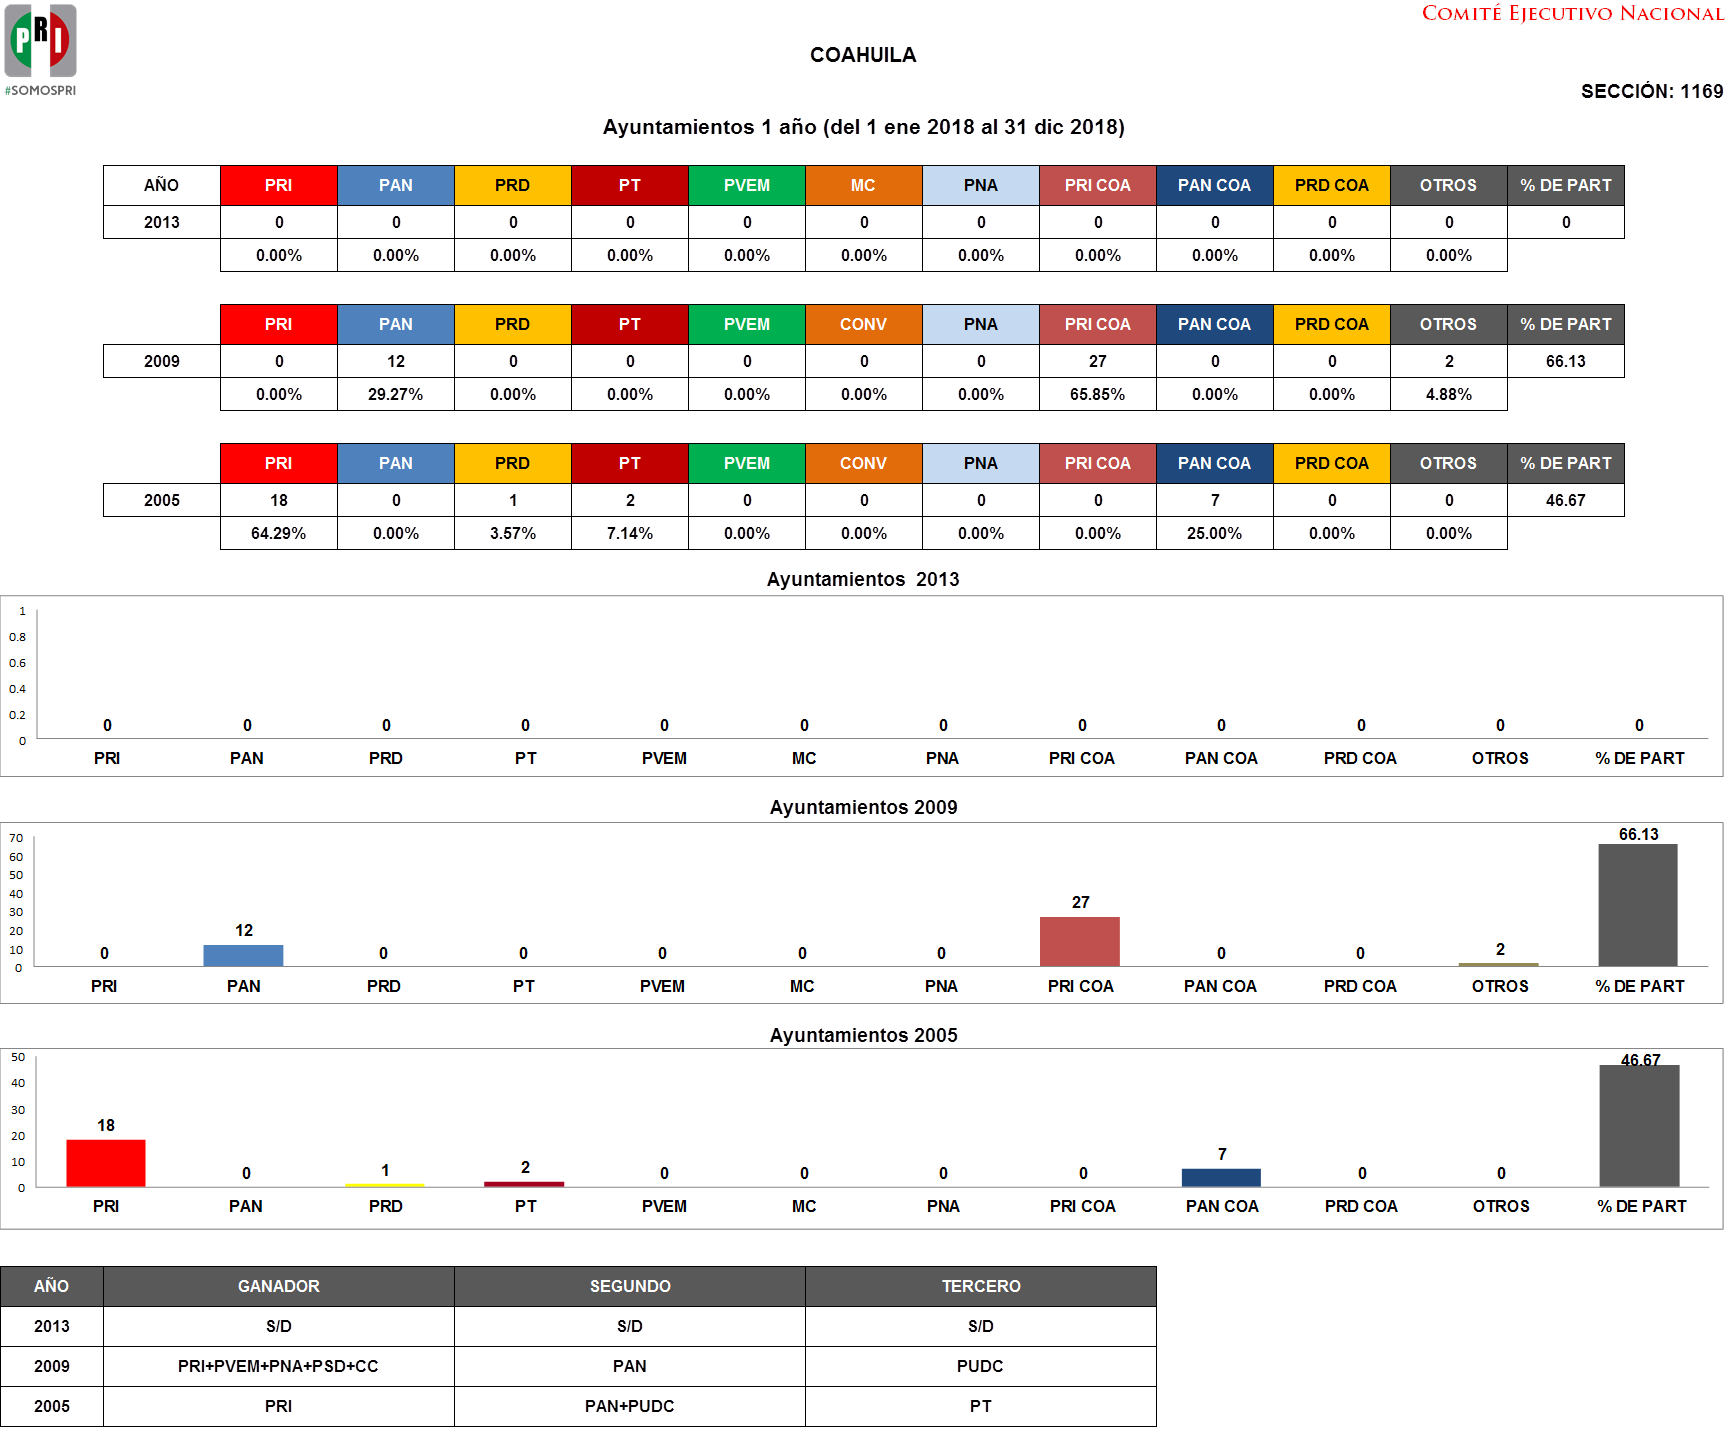 PRI
#SOMOSPRI
COMITÉ EJECUTIVO NACIONAL
COAHUILA
SECCIÓN: 1169
Ayuntamientos 1 año (del 1 ene 2018 al 31 dic 2018)
AÑO PRI PAN PRD PT PVEM MC PNA PRI COA PAN COA PRD COA OTROS % DE PART
2013 0 0 0 0 0 0 0 0 0 0 0 0
0.00% 0.00% 0.00% 0.00% 0.00% 0.00% 0.00% 0.00% 0.00% 0.00% 0.00%
PRI PAN PRD PT PVEM CONV PNA PRI COA PAN COA PRD COA OTROS % DE PART
2009 0 12 0 0 0 0 0 27 0 0 2 66.13
0.00% 29.27% 0.00% 0.00% 0.00% 0.00% 0.00% 65.85% 0.00% 0.00% 4.88%
PRI PAN PRD PT PVEM CONV PNA PRI COA PAN COA PRD COA OTROS % DE PART
2005 18 0 1 2 0 0 0 0 7 0 0 46.67
64.29% 0.00% 3.57% 7.14% 0.00% 0.00% 0.00% 0.00% 25.00% 0.00% 0.00%
Ayuntamientos 2013
1
0.8
0.6
0.4
0.2
0
0 0 0 0 0 0 0 0 0 0 0 0
PRI PAN PRD PT PVEM MC PNA PRI COA PAN COA PRD COA OTROS % DE PART
Ayuntamientos 2009
70
60
50
40
30
20
10
0
0 12 0 0 0 0 0 27 0 0 2 66.13
PRI PAN PRD PT PVEM MC PNA PRI COA PAN COA PRD COA OTROS % DE PART
Ayuntamientos 2005
50
40
30
20
10
0
18 0 1 2 0 0 0 0 7 0 0 46.67
PRI PAN PRD PT PVEM MC PNA PRI COA PAN COA PRD COA OTROS % DE PART
AÑO GANADOR SEGUNDO TERCERO
2013 S/D S/D S/D
2009 PRI+PVEM+PNA+PSD+CC PAN PUDC
2005 PRI PAN+PUDC PT